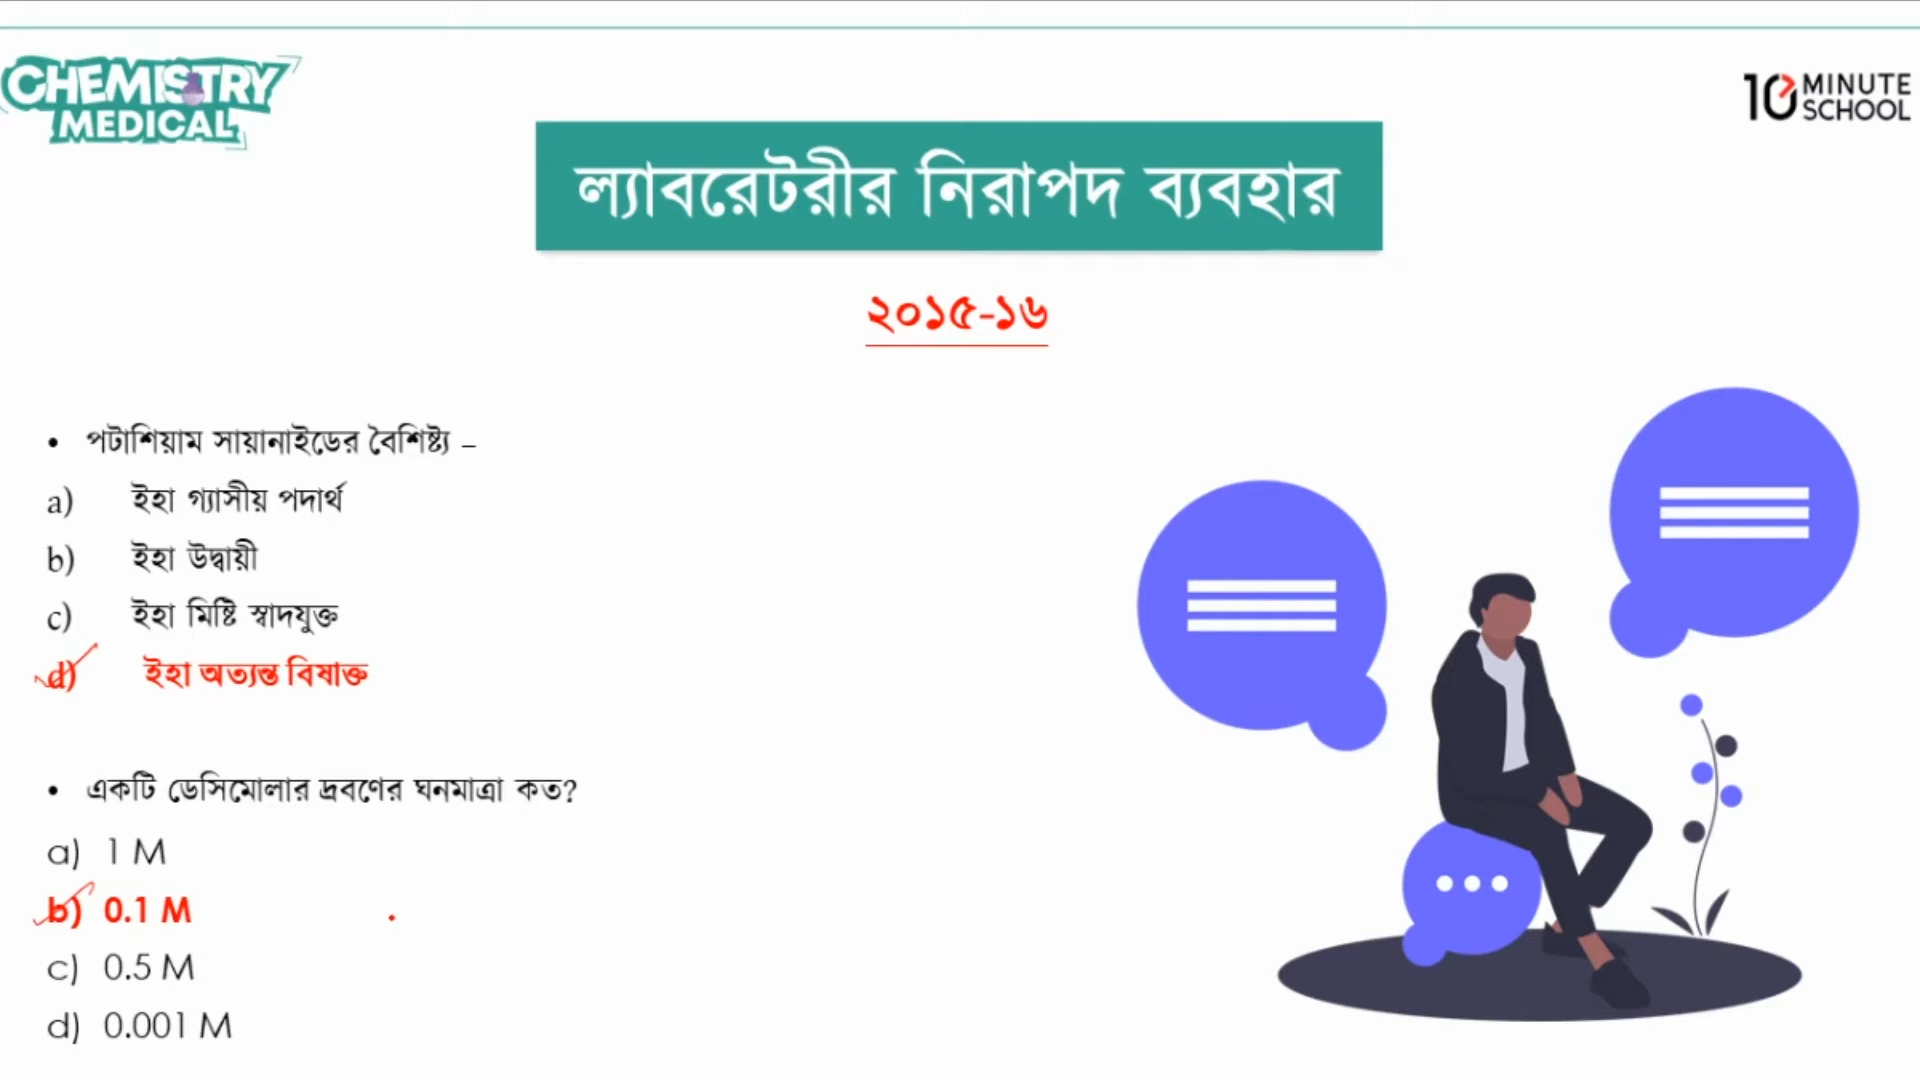 CHEMISTRY
MEDICAL
10 MINUTE
SCHOOL
ল্যাবরেটরীর নিরাপদ ব্যবহার
২০১৫-১৬
• পটাশিয়াম সায়ানাইডের বৈশিষ্ট্য –
a) ইহা গ্যাসীয় পদার্থ
b) ইহা উদ্বায়ী
c) ইহা মিষ্টি স্বাদযুক্ত
d) ইহা অত্যন্ত বিষাক্ত
• একটি ডেসিমোলার দ্রবণের ঘনমাত্রা কত?
a) 1 M
b) 0.1 M
c) 0.5 M
d) 0.001 M